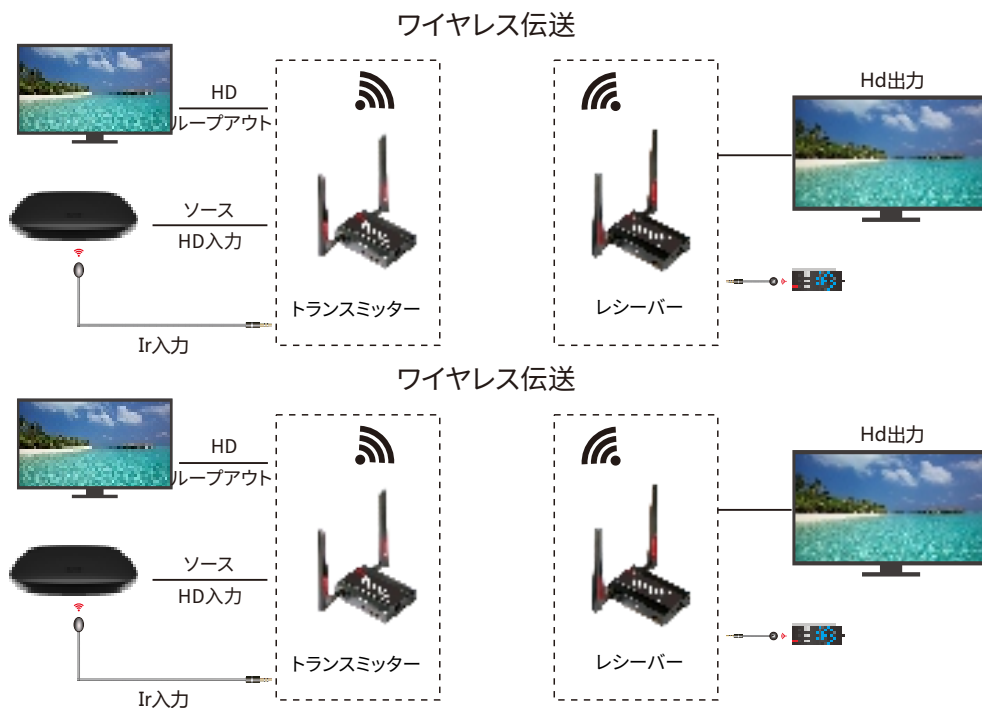 ワイヤレス伝送
HD
ループアウト
Hd出力
ソース
HD入力
トランスミッター
レシーバー
Ir入力
ワイヤレス伝送
HD
ループアウト
Hd出力
ソース
HD入力
トランスミッター
レシーバー
Ir入力